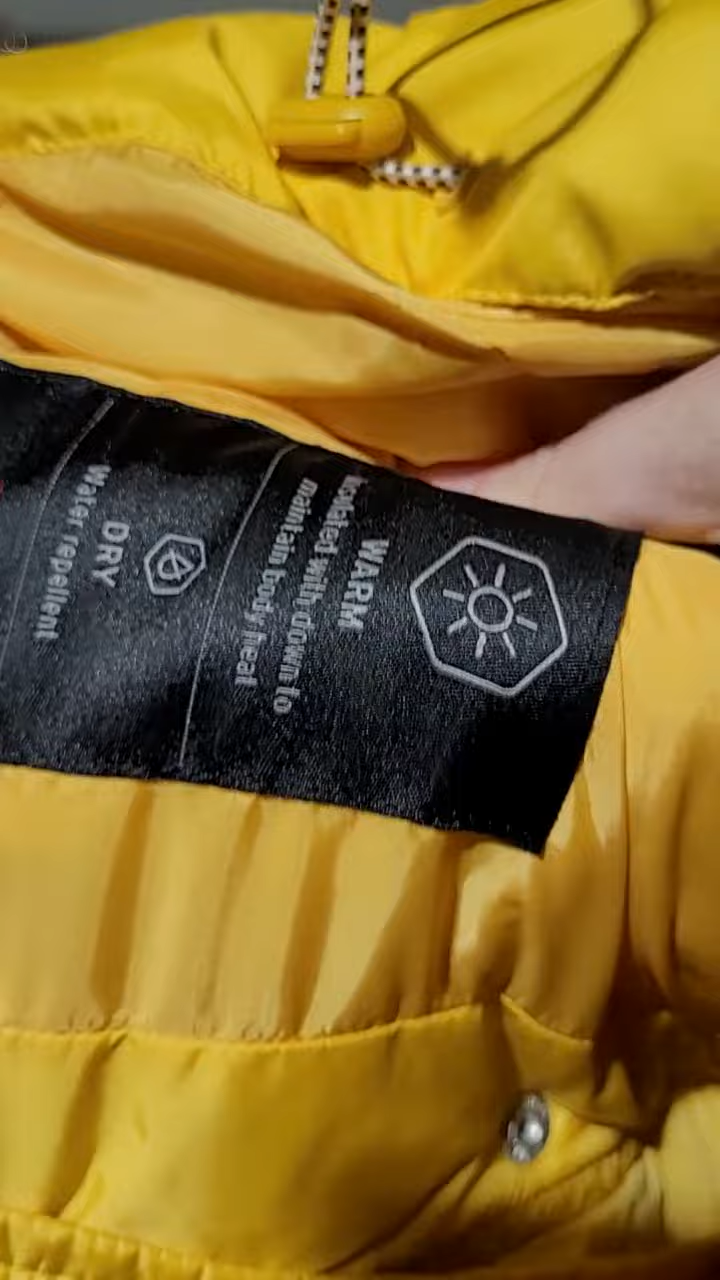 WARM
Isolated with down to
maintain body heat
DRY
Water repellent